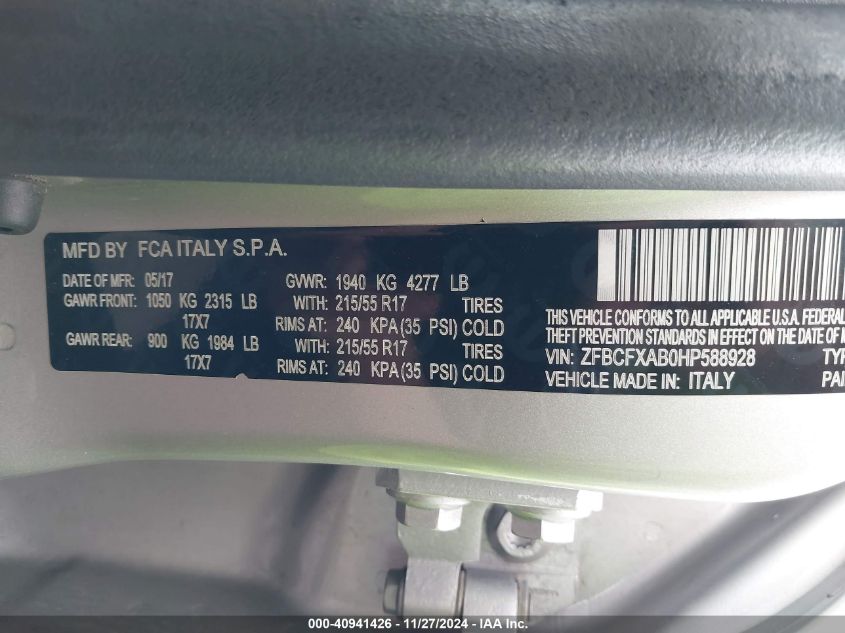 MFD BY FCA ITALY S.P.A.
DATE OF MFR: 05/17 GVWR: 1940 KG 4277 LB
GAWR FRONT: 1050 KG 2315 LB WITH: 215/55 R17 TIRES
17X7 RIMS AT: 240 KPA (35 PSI) COLD
GAWR REAR: 900 KG 1984 LB WITH: 215/55 R17 TIRES
17X7 RIMS AT: 240 KPA (35 PSI) COLD
THIS VEHICLE CONFORMS TO ALL APPLICABLE U.S.A. FEDERAL
THEFT PREVENTION STANDARDS IN EFFECT ON THE DATE OF
VIN: ZFBCFXAB0HP588928 TYP
VEHICLE MADE IN: ITALY PAI
000-40941426 - 11/27/2024 - IAA Inc.